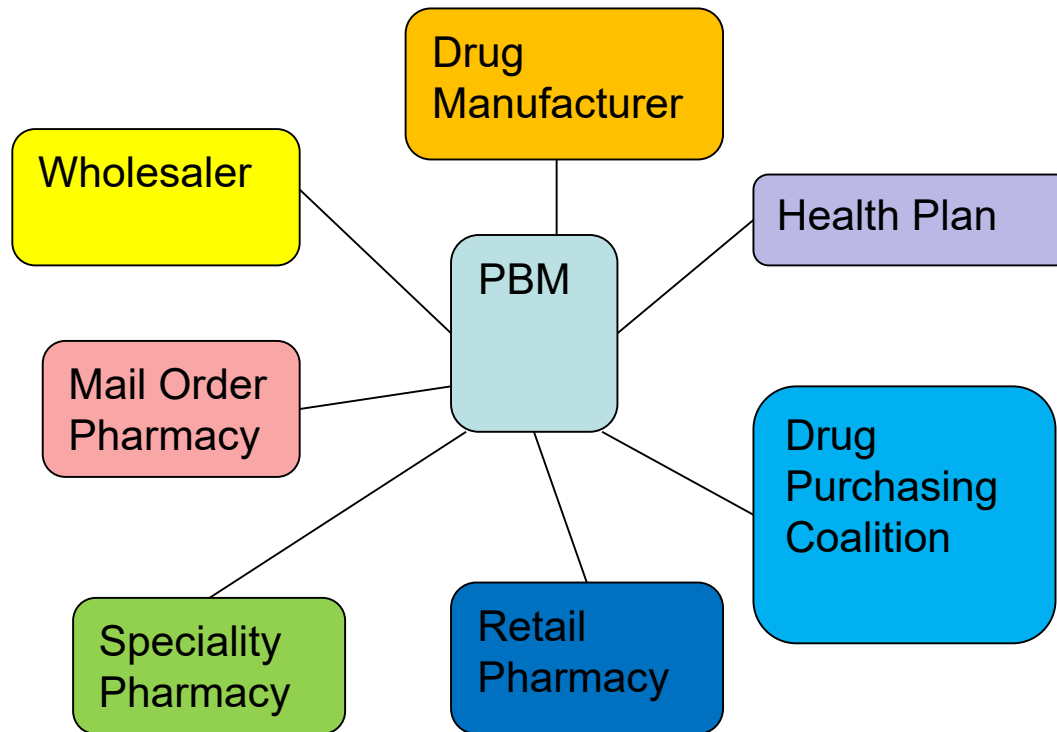 Drug
Manufacturer
Wholesaler
Health Plan
PBM
Mail Order
Pharmacy
Drug
Purchasing
Coalition
Speciality
Pharmacy
Retail
Pharmacy